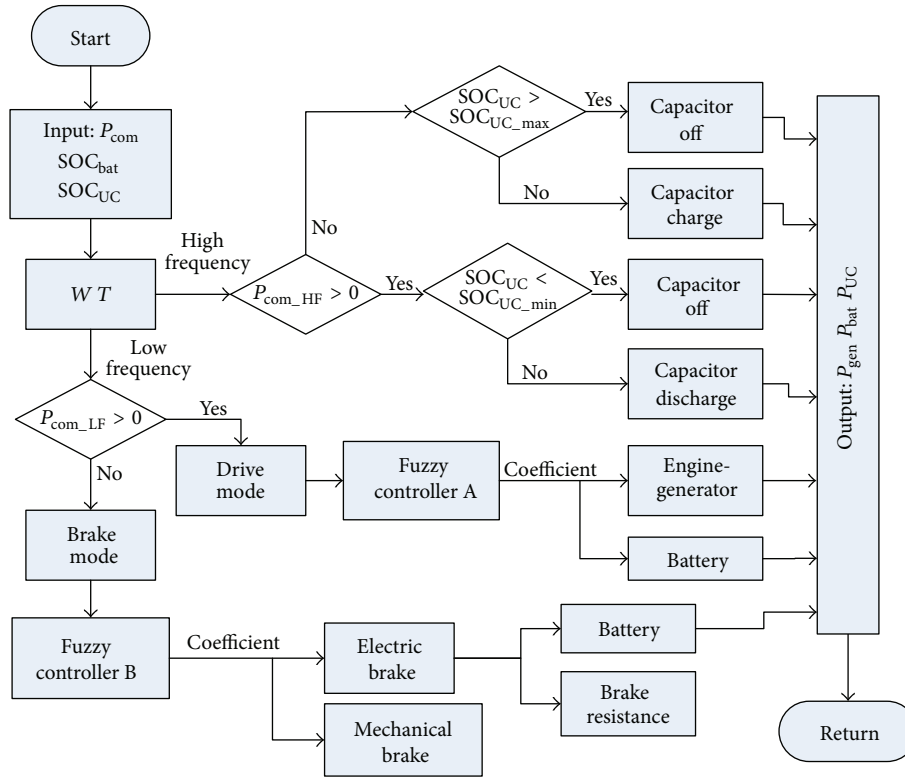 Start
Input: P_com
SOC_bat
SOC_UC
W T
High
frequency
Low
frequency
P_com_HF > 0
No
Yes
SOC_UC >
SOC_UC_max
Yes
No
Capacitor
off
Capacitor
charge
SOC_UC <
SOC_UC_min
Yes
No
Capacitor
off
Capacitor
discharge
P_com_LF > 0
Yes
No
Drive
mode
Fuzzy
controller A
Coefficient
Engine-
generator
Battery
Brake
mode
Fuzzy
controller B
Coefficient
Electric
brake
Mechanical
brake
Battery
Brake
resistance
Output: P_gen P_bat P_UC
Return